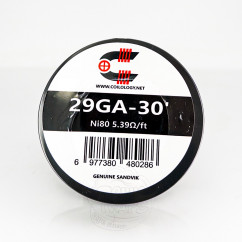 WWW.COILOLOGY.NET
29GA-30'
Ni80 5.39Ω/ft
6 977380 480286
GENUINE SANDVIK